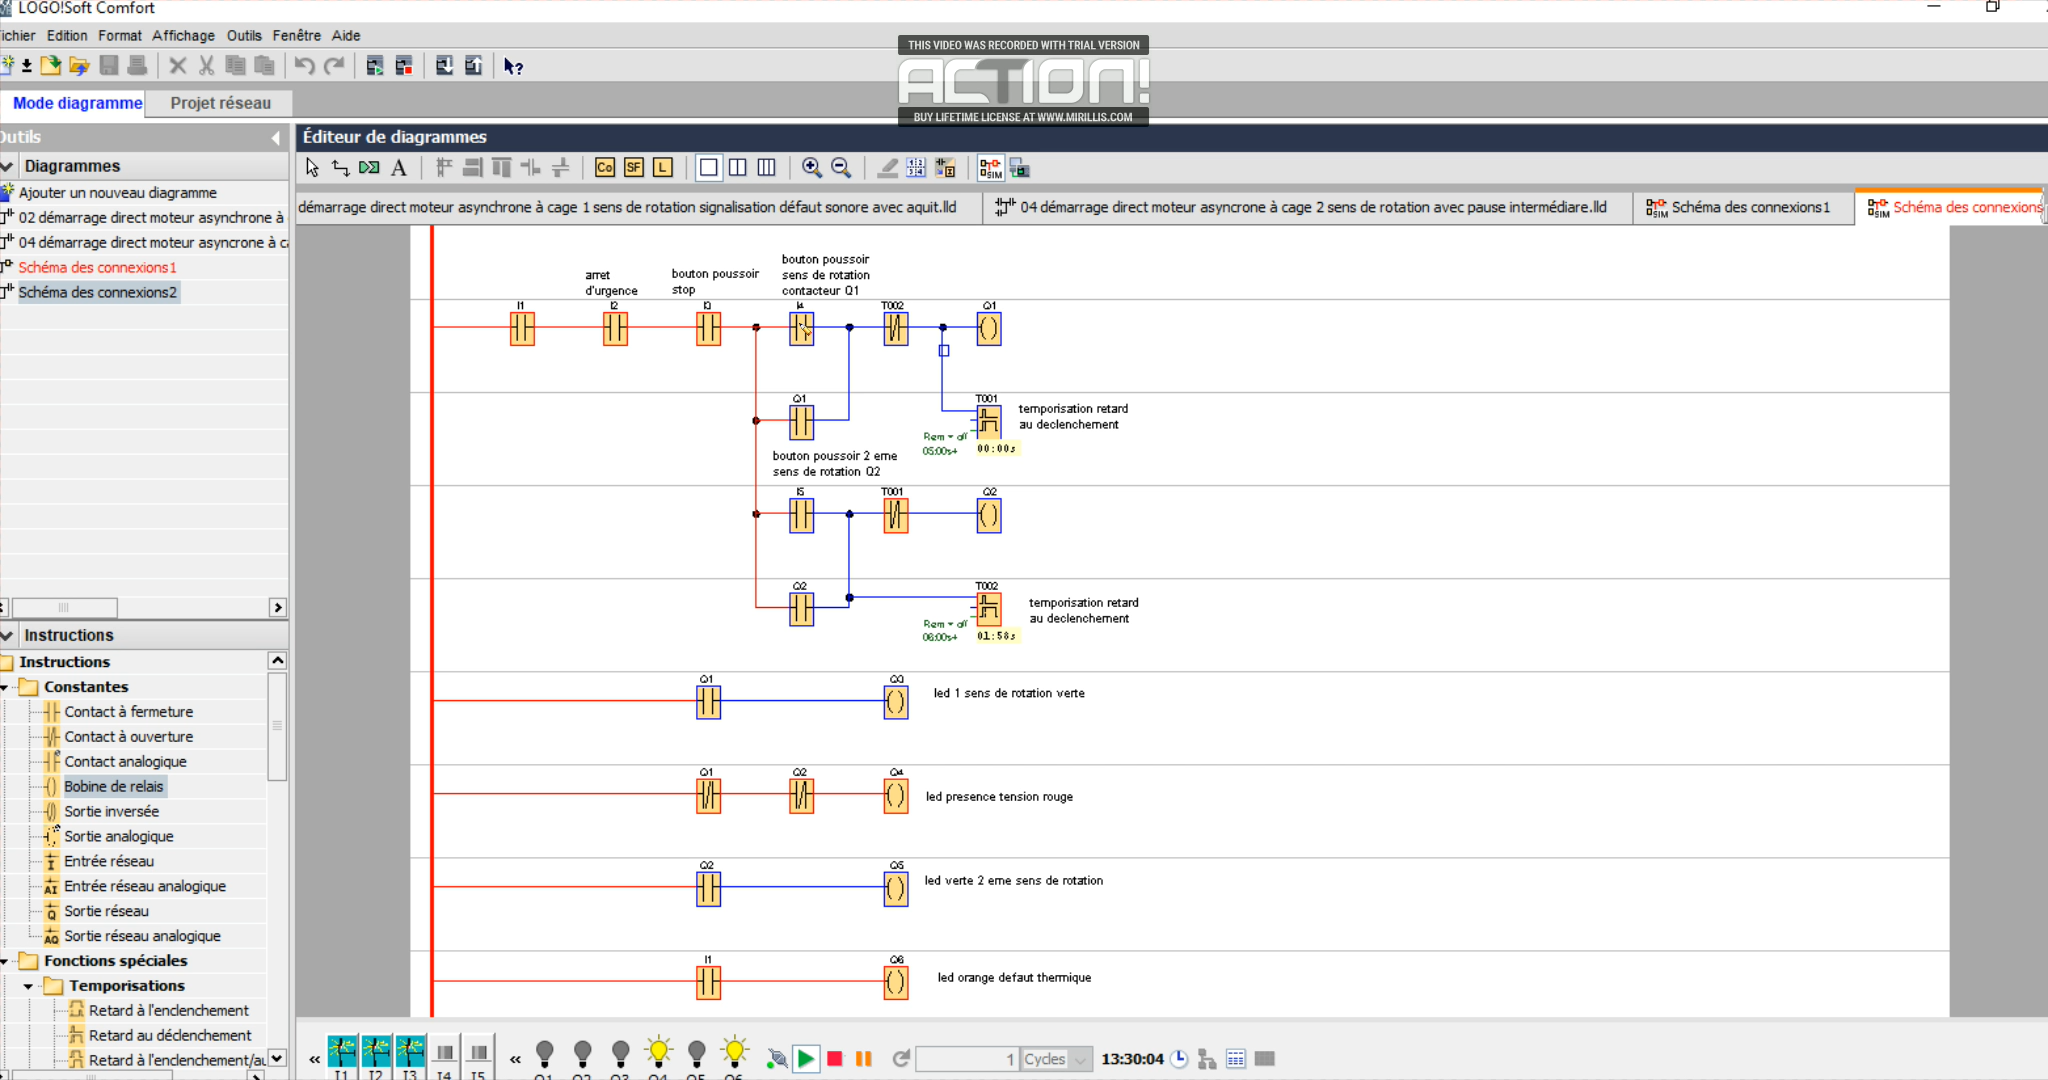 LOGO!Soft Comfort
ichier Edition Format Affichage Outils Fenêtre Aide
THIS VIDEO WAS RECORDED WITH TRIAL VERSION
ACTION!
BUY LIFETIME LICENSE AT WWW.MIRILLIS.COM
Mode diagramme Projet réseau
Outils
Éditeur de diagrammes
Diagrammes
Co SF L
Ajouter un nouveau diagramme
02 démarrage direct moteur asynchrone à
04 démarrage direct moteur asyncrone à ca
Schéma des connexions1
Schéma des connexions2
démarrage direct moteur asynchrone à cage 1 sens de rotation signalisation défaut sonore avec aquit.lld
04 démarrage direct moteur asyncrone à cage 2 sens de rotation avec pause intermédiaire.lld
Schéma des connexions1
Schéma des connexions
arret
d'urgence
bouton poussoir
stop
bouton poussoir
sens de rotation
contacteur Q1
I1 I2 I3 I4 T002 Q1
Q1 T001
temporisation retard
au declenchement
Rem = off
05:00s+
00:00s
bouton poussoir 2 eme
sens de rotation Q2
I5 T001 Q2
Q2 T002
temporisation retard
au declenchement
Rem = off
06:00s+
01:58s
Q1 Q3
led 1 sens de rotation verte
Q1 Q2 Q4
led presence tension rouge
Q2 Q5
led verte 2 eme sens de rotation
I1 Q6
led orange defaut thermique
Instructions
Instructions
Constantes
Contact à fermeture
Contact à ouverture
Contact analogique
Bobine de relais
Sortie inversée
Sortie analogique
Entrée réseau
Entrée réseau analogique
Sortie réseau
Sortie réseau analogique
Fonctions spéciales
Temporisations
Retard à l'enclenchement
Retard au déclenchement
Retard à l'enclenchement/au
I1 I2 I3 I4 I5
Q1 Q2 Q3 Q4 Q5 Q6
1 Cycles
13:30:04